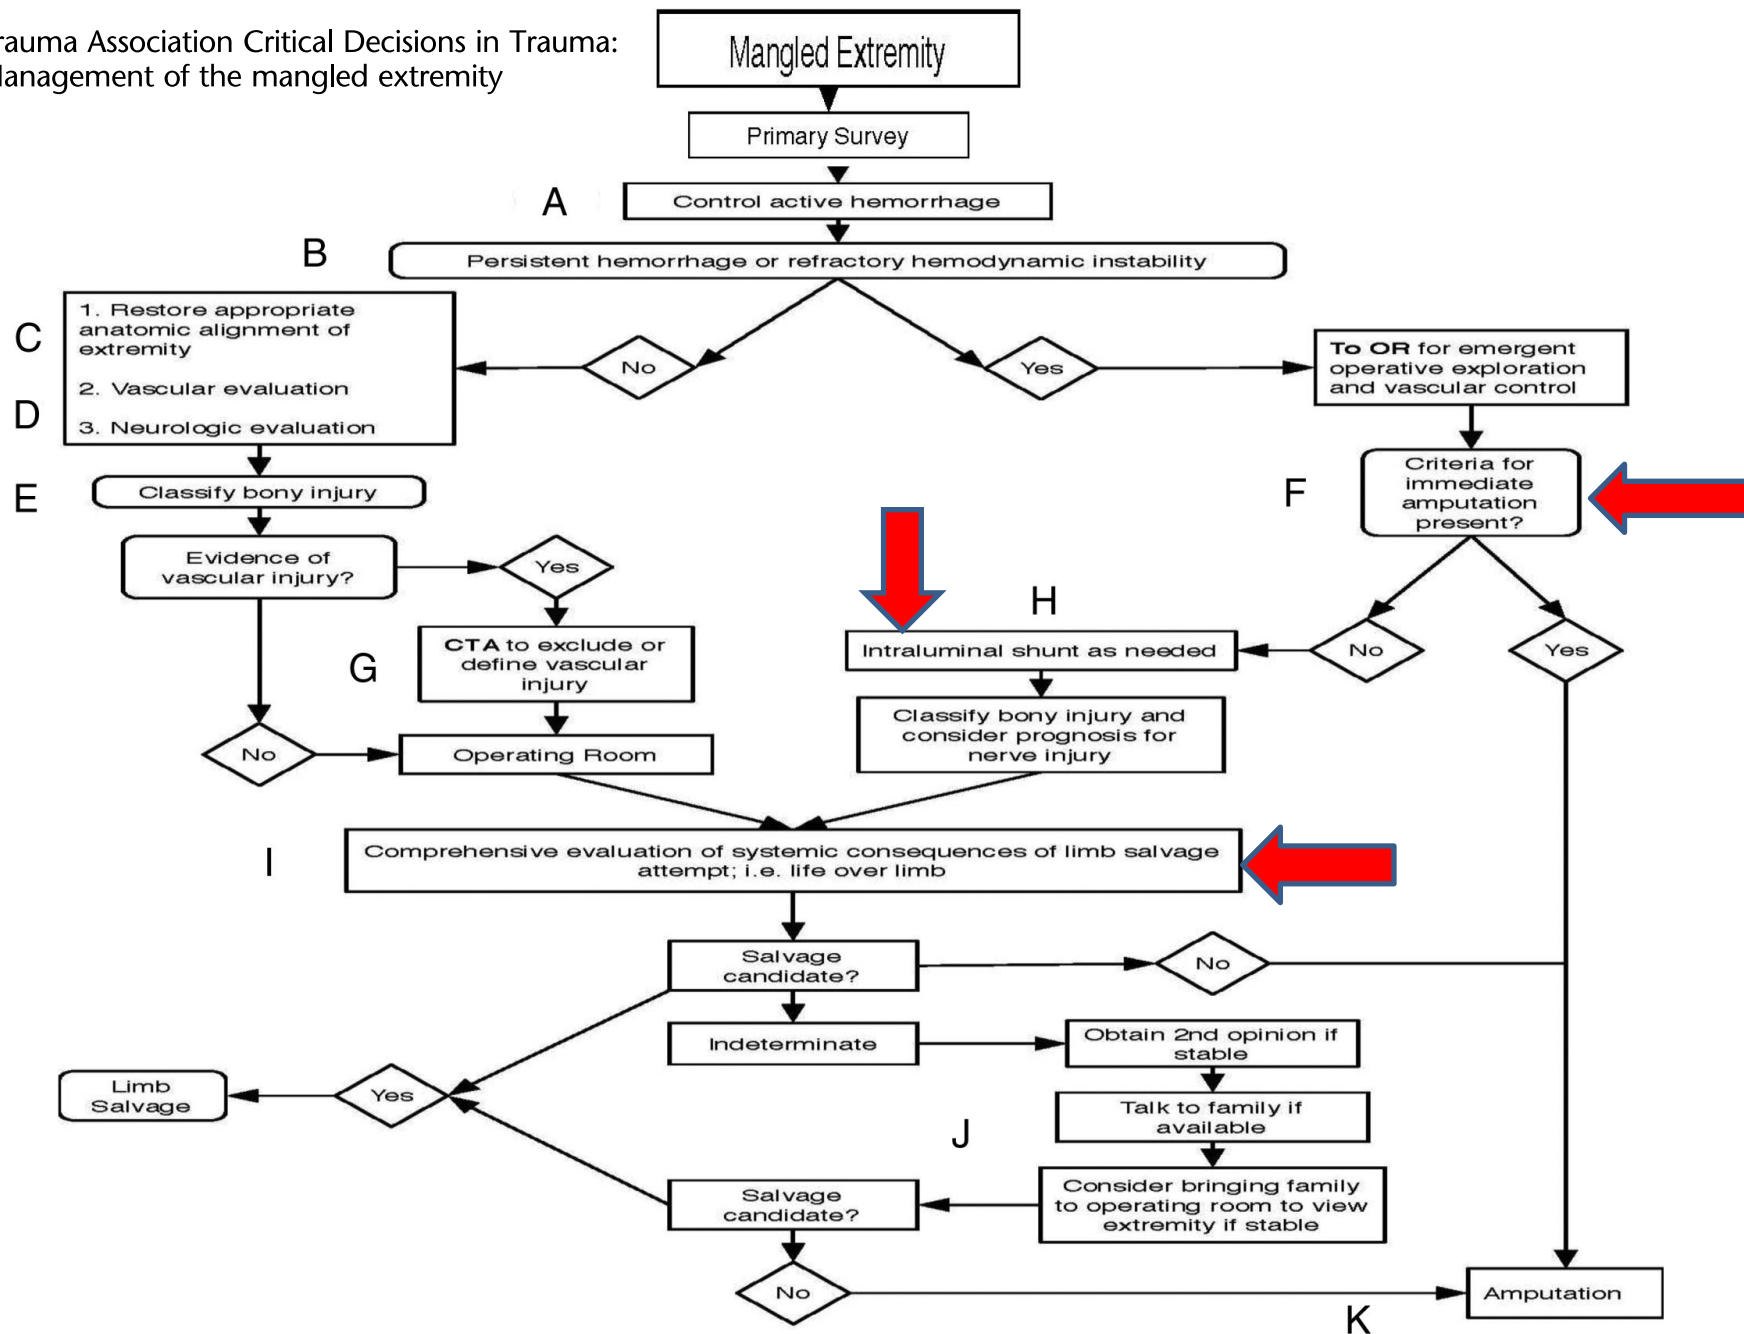 rauma Association Critical Decisions in Trauma:
anagement of the mangled extremity
Mangled Extremity
Primary Survey
A
Control active hemorrhage
B
Persistent hemorrhage or refractory hemodynamic instability
C
1. Restore appropriate
anatomic alignment of
extremity
2. Vascular evaluation
D
3. Neurologic evaluation
No
Yes
To OR for emergent
operative exploration
and vascular control
E
Classify bony injury
F
Criteria for
immediate
amputation
present?
Evidence of
vascular injury?
Yes
G
CTA to exclude or
define vascular
injury
H
Intraluminal shunt as needed
No
Yes
Classify bony injury and
consider prognosis for
nerve injury
No
Operating Room
I
Comprehensive evaluation of systemic consequences of limb salvage
attempt; i.e. life over limb
Salvage
candidate?
No
Indeterminate
Obtain 2nd opinion if
stable
Limb
Salvage
Yes
Talk to family if
available
J
Salvage
candidate?
Consider bringing family
to operating room to view
extremity if stable
No
K
Amputation